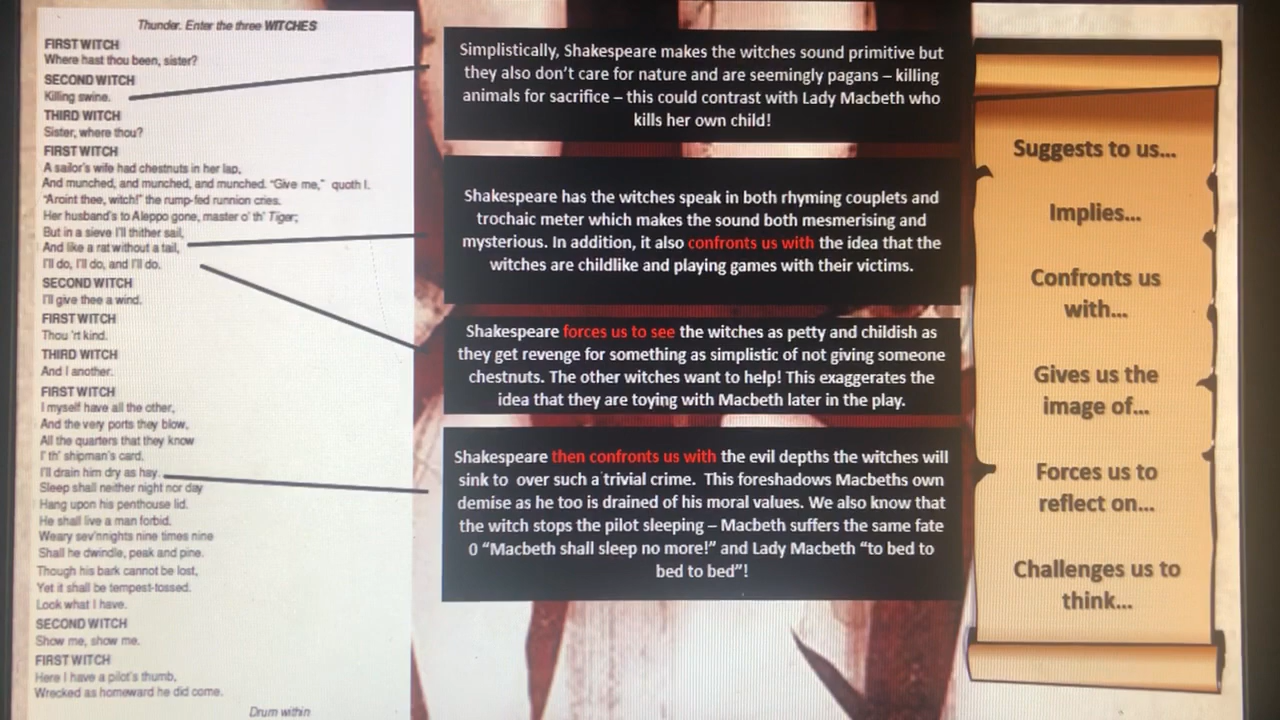 Thunder. Enter the three WITCHES
FIRST WITCH
Where hast thou been, sister?
SECOND WITCH
Killing swine.
THIRD WITCH
Sister, where thou?
FIRST WITCH
A sailor's wife had chestnuts in her lap,
And munched, and munched, and munched. "Give me," quoth I.
"Aroint thee, witch!" the rump-fed runnion cries.
Her husband's to Aleppo gone, master o' th' Tiger;
But in a sieve I'll thither sail,
And like a rat without a tail,
I'll do, I'll do, and I'll do.
SECOND WITCH
I'll give thee a wind.
FIRST WITCH
Thou 'rt kind.
THIRD WITCH
And I another.
FIRST WITCH
I myself have all the other,
And the very ports they blow,
All the quarters that they know
I' th' shipman's card.
I'll drain him dry as hay.
Sleep shall neither night nor day
Hang upon his penthouse lid.
He shall live a man forbid.
Weary sev'nnights nine times nine
Shall he dwindle, peak and pine.
Though his bark cannot be lost,
Yet it shall be tempest-tossed.
Look what I have.
SECOND WITCH
Show me, show me.
FIRST WITCH
Here I have a pilot's thumb,
Wrecked as homeward he did come.
Drum within
Simplistically, Shakespeare makes the witches sound primitive but
they also don't care for nature and are seemingly pagans – killing
animals for sacrifice – this could contrast with Lady Macbeth who
kills her own child!
Shakespeare has the witches speak in both rhyming couplets and
trochaic meter which makes the sound both mesmerising and
mysterious. In addition, it also confronts us with the idea that the
witches are childlike and playing games with their victims.
Shakespeare forces us to see the witches as petty and childish as
they get revenge for something as simplistic of not giving someone
chestnuts. The other witches want to help! This exaggerates the
idea that they are toying with Macbeth later in the play.
Shakespeare then confronts us with the evil depths the witches will
sink to over such a trivial crime. This foreshadows Macbeths own
demise as he too is drained of his moral values. We also know that
the witch stops the pilot sleeping – Macbeth suffers the same fate
0 "Macbeth shall sleep no more!" and Lady Macbeth "to bed to
bed to bed"!
Suggests to us...
Implies...
Confronts us
with...
Gives us the
image of...
Forces us to
reflect on...
Challenges us to
think...